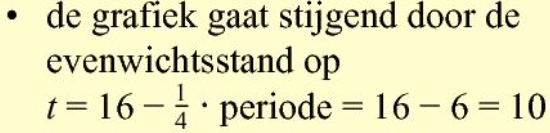 • de grafiek gaat stijgend door de
evenwichtsstand op
t = 16 − 1/4 · periode = 16 − 6 = 10